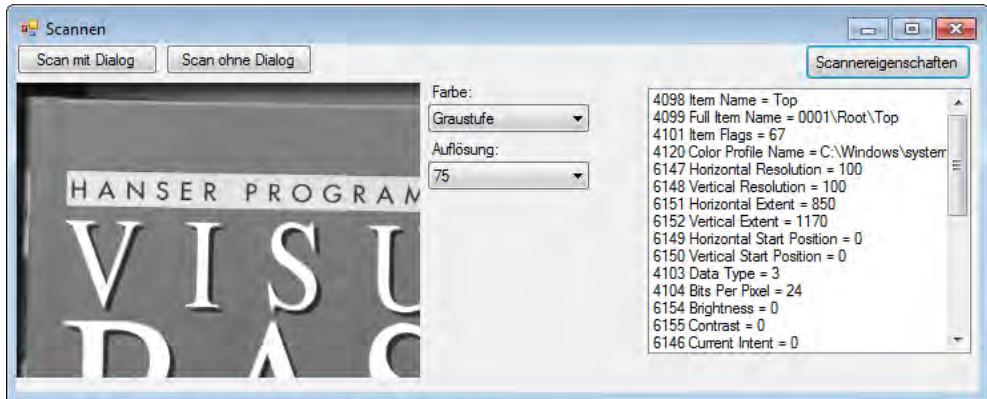 Scannen
Scan mit Dialog
Scan ohne Dialog
Scannereigenschaften
HANSER PROGRAM
VISU
Farbe:
Graustufe
Auflösung:
75
4098 Item Name = Top
4099 Full Item Name = 0001\Root\Top
4101 Item Flags = 67
4120 Color Profile Name = C:\Windows\system
6147 Horizontal Resolution = 100
6148 Vertical Resolution = 100
6151 Horizontal Extent = 850
6152 Vertical Extent = 1170
6149 Horizontal Start Position = 0
6150 Vertical Start Position = 0
4103 Data Type = 3
4104 Bits Per Pixel = 24
6154 Brightness = 0
6155 Contrast = 0
6146 Current Intent = 0